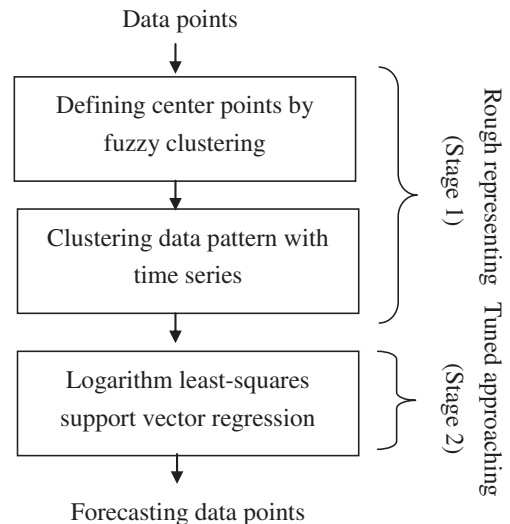 Data points
Defining center points by
fuzzy clustering
Clustering data pattern with
time series
Rough representing
(Stage 1)
Logarithm least-squares
support vector regression
Tuned approaching
(Stage 2)
Forecasting data points